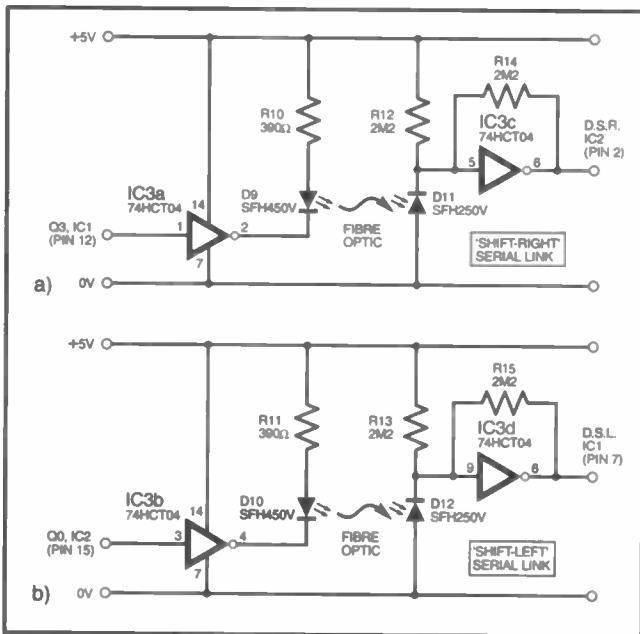 +5V
R10
390Ω
R12
2M2
R14
2M2
IC3c
74HCT04
5
6
D.S.R.
IC2
(PIN 2)
IC3a
74HCT04
14
D9
SFH450V
D11
SFH250V
Q3, IC1
(PIN 12)
1
2
7
FIBRE
OPTIC
'SHIFT-RIGHT'
SERIAL LINK
a)
0V
+5V
R11
390Ω
R13
2M2
R15
2M2
IC3d
74HCT04
9
6
D.S.L.
IC1
(PIN 7)
IC3b
74HCT04
14
D10
SFH450V
D12
SFH250V
Q0, IC2
(PIN 15)
3
4
7
FIBRE
OPTIC
'SHIFT-LEFT'
SERIAL LINK
b)
0V